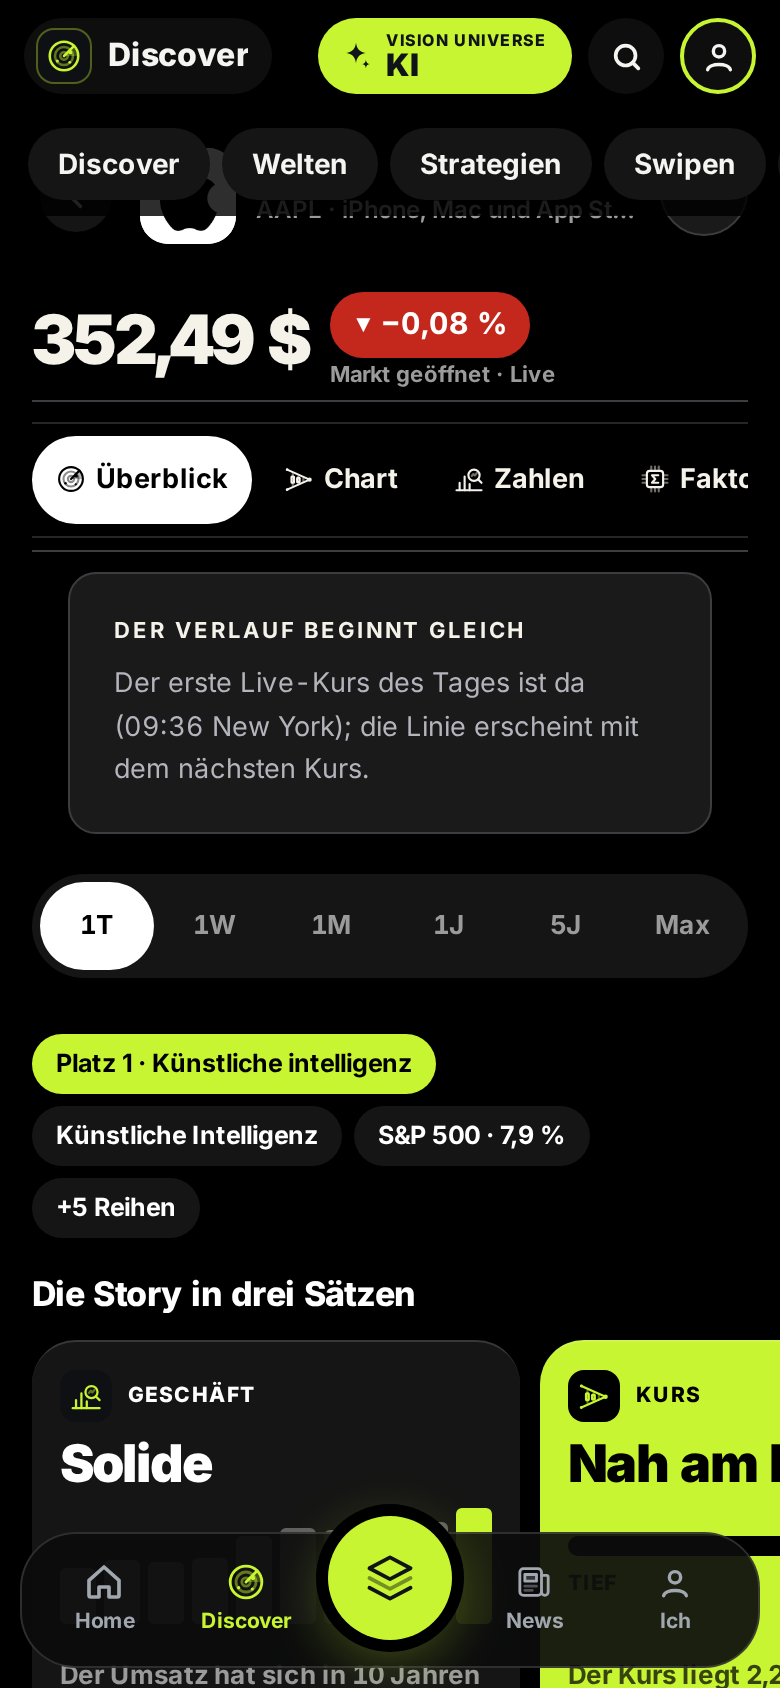 Discover
VISION UNIVERSE
KI
Discover
Welten
Strategien
Swipen
AAPL · iPhone, Mac und App St...
352,49 $
▼ −0,08 %
Markt geöffnet · Live
Überblick
Chart
Zahlen
Fakto
DER VERLAUF BEGINNT GLEICH
Der erste Live-Kurs des Tages ist da
(09:36 New York); die Linie erscheint mit
dem nächsten Kurs.
1T
1W
1M
1J
5J
Max
Platz 1 · Künstliche intelligenz
Künstliche Intelligenz
S&P 500 · 7,9 %
+5 Reihen
Die Story in drei Sätzen
GESCHÄFT
Solide
KURS
Nah am
TIEF
Home
Discover
News
Ich
Der Umsatz hat sich in 10 Jahren
Der Kurs liegt 2,2